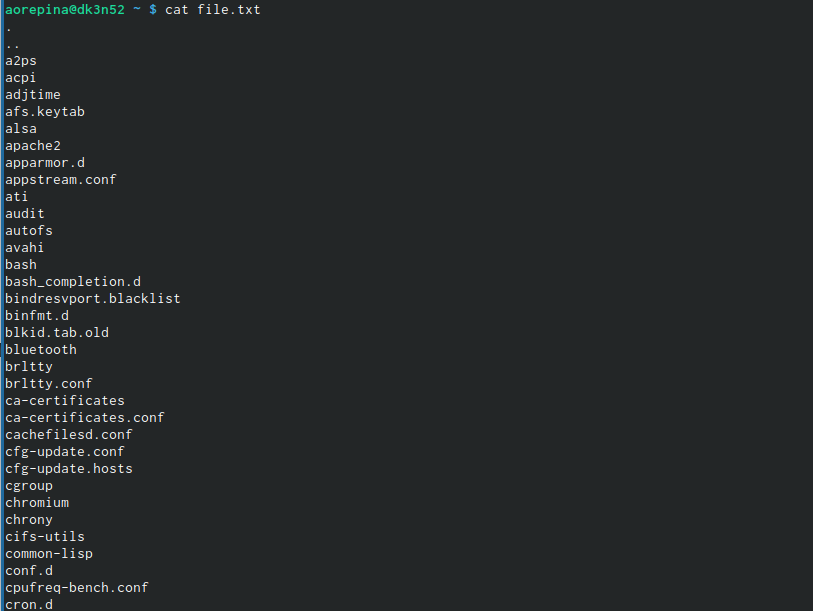 aorepina@dk3n52 ~ $ cat file.txt
.
..
a2ps
acpi
adjtime
afs.keytab
alsa
apache2
apparmor.d
appstream.conf
ati
audit
autofs
avahi
bash
bash_completion.d
bindresvport.blacklist
binfmt.d
blkid.tab.old
bluetooth
brltty
brltty.conf
ca-certificates
ca-certificates.conf
cachefilesd.conf
cfg-update.conf
cfg-update.hosts
cgroup
chromium
chrony
cifs-utils
common-lisp
conf.d
cpufreq-bench.conf
cron.d